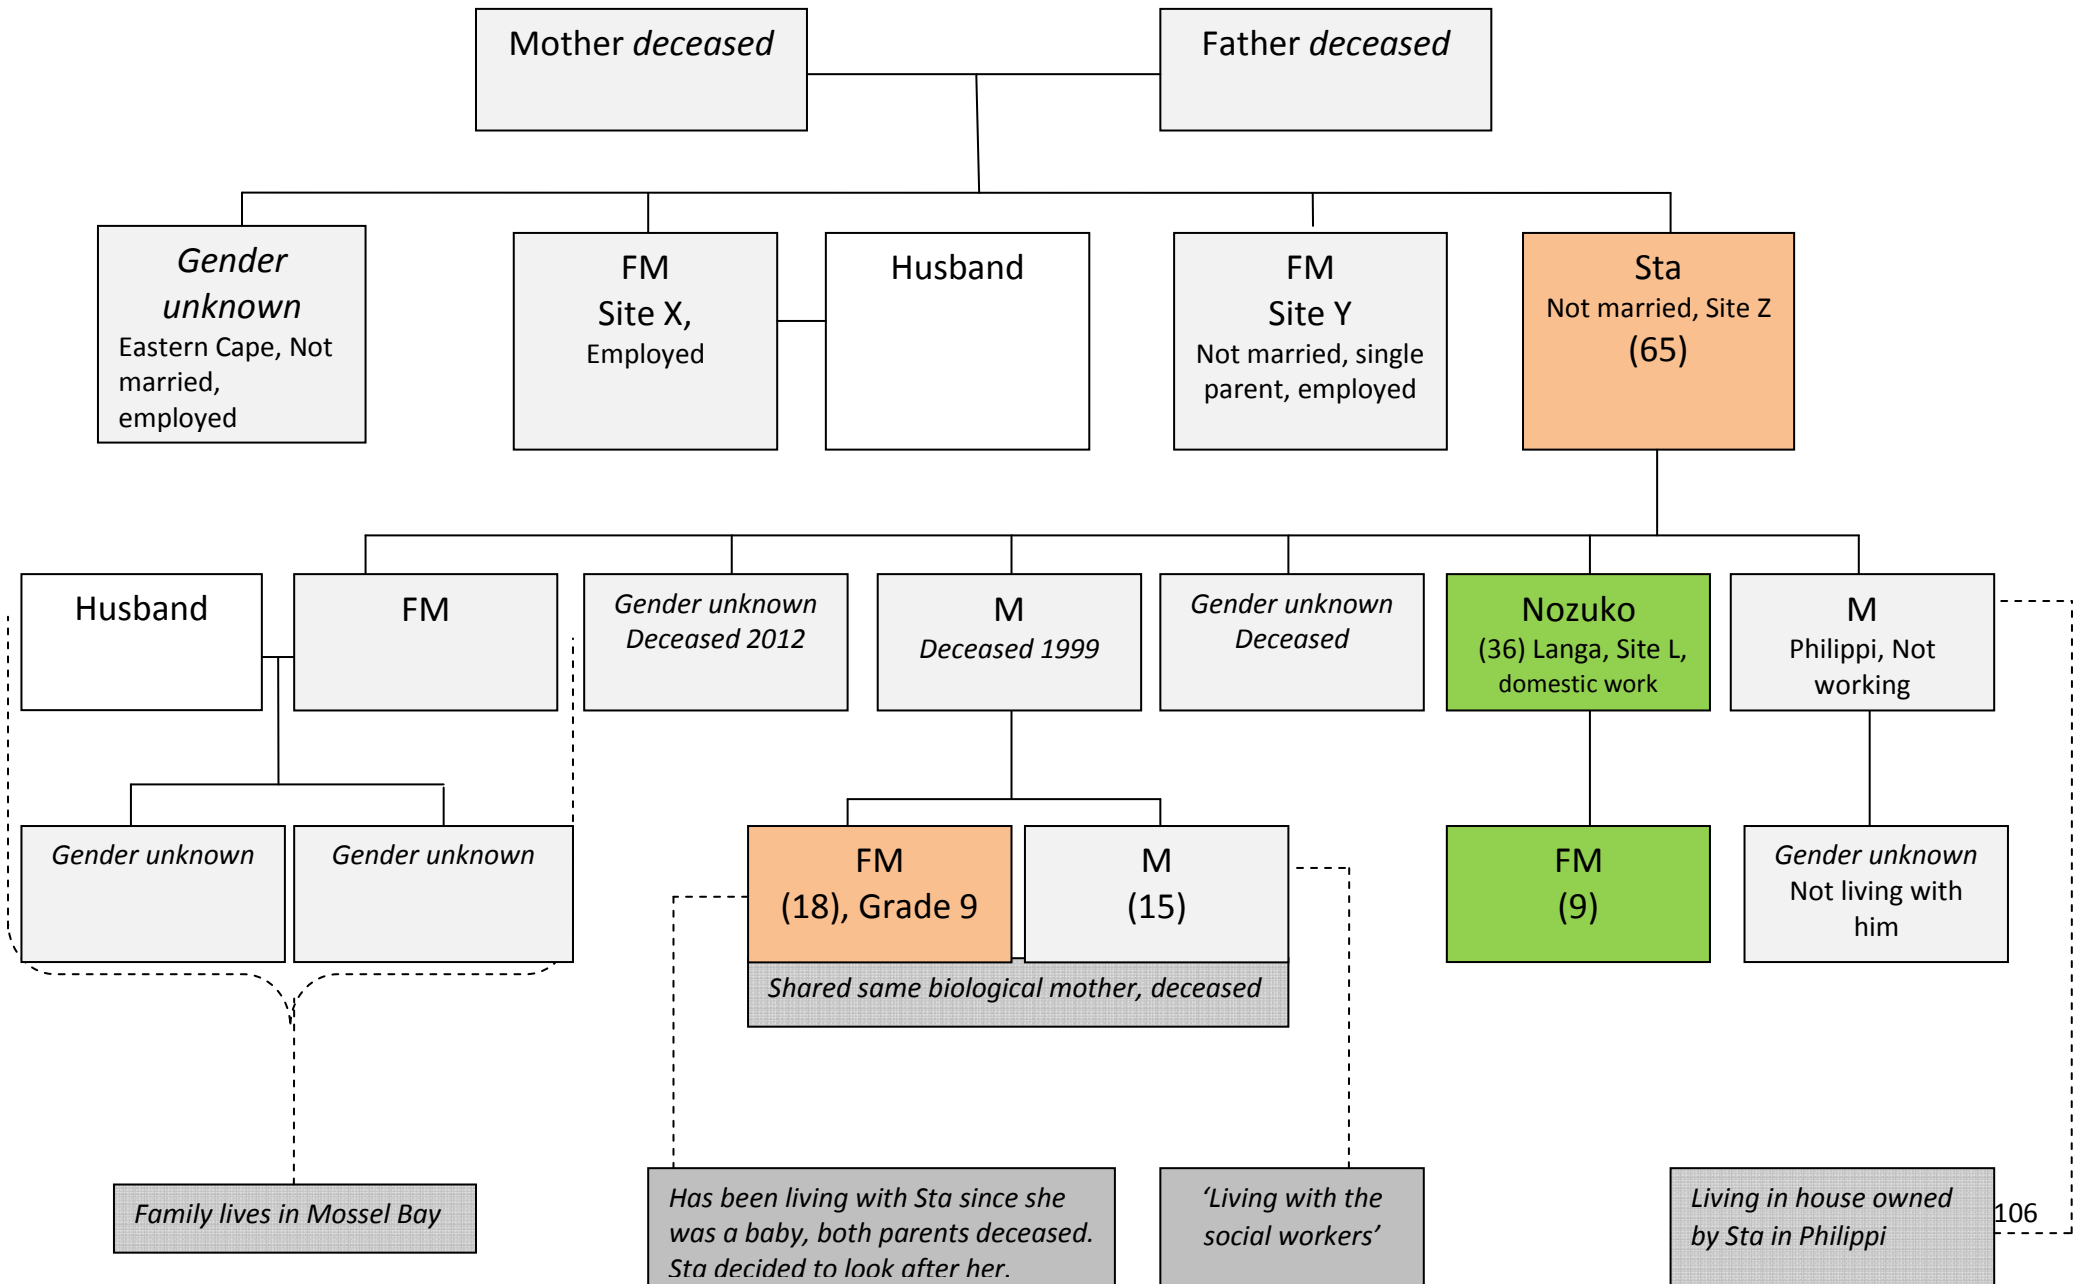 Mother deceased
Father deceased
Gender
unknown
Eastern Cape, Not
married,
employed
FM
Site X,
Employed
Husband
FM
Site Y
Not married, single
parent, employed
Sta
Not married, Site Z
(65)
Husband
FM
Gender unknown
Deceased 2012
M
Deceased 1999
Gender unknown
Deceased
Nozuko
(36) Langa, Site L,
domestic work
M
Philippi, Not
working
Gender unknown
Gender unknown
FM
(18), Grade 9
M
(15)
Shared same biological mother, deceased
FM
(9)
Gender unknown
Not living with
him
Family lives in Mossel Bay
Has been living with Sta since she
was a baby, both parents deceased.
Sta decided to look after her.
‘Living with the
social workers’
Living in house owned
by Sta in Philippi
106